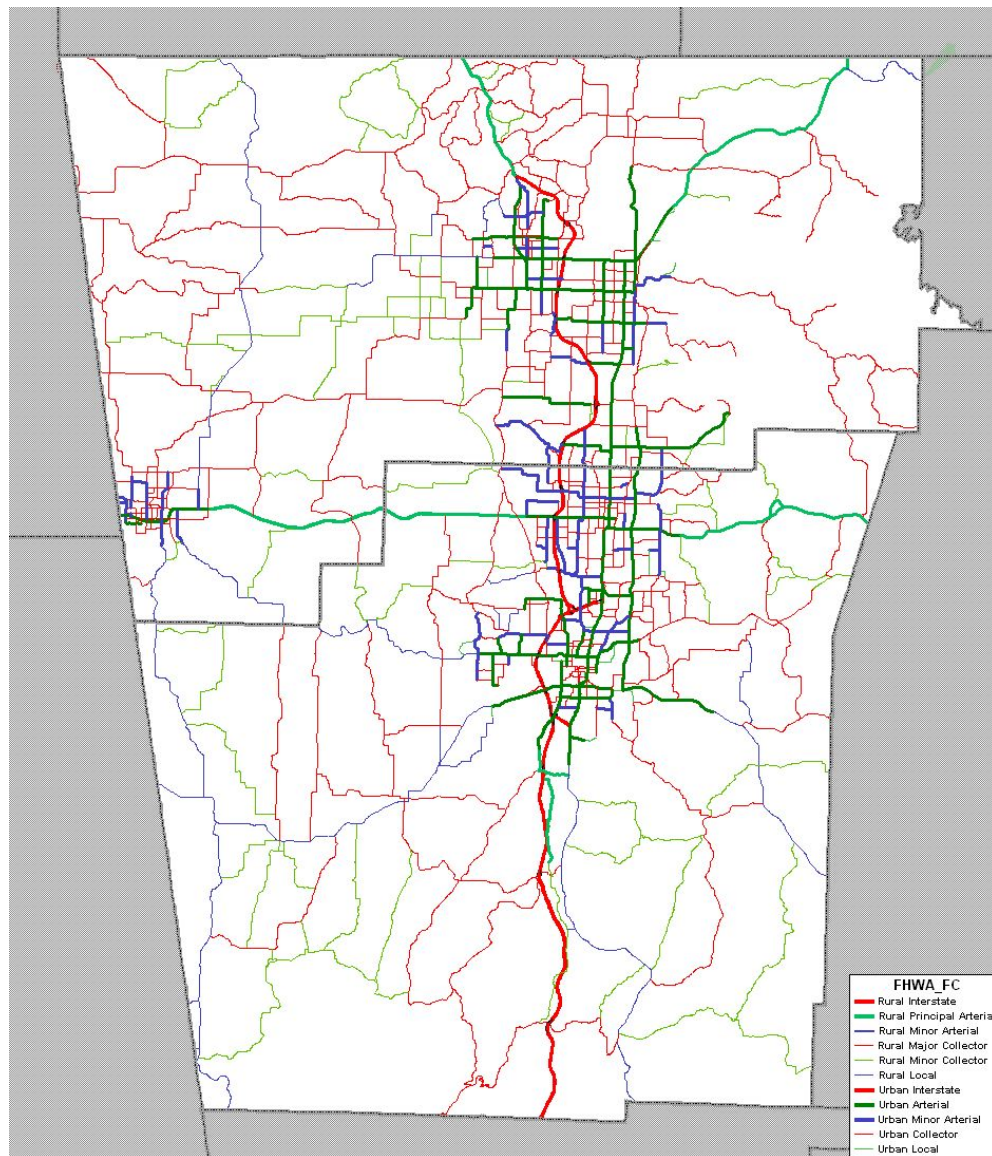 FHWA_FC
Rural Interstate
Rural Principal Arteria
Rural Minor Arterial
Rural Major Collector
Rural Minor Collector
Rural Local
Urban Interstate
Urban Arterial
Urban Minor Arterial
Urban Collector
Urban Local